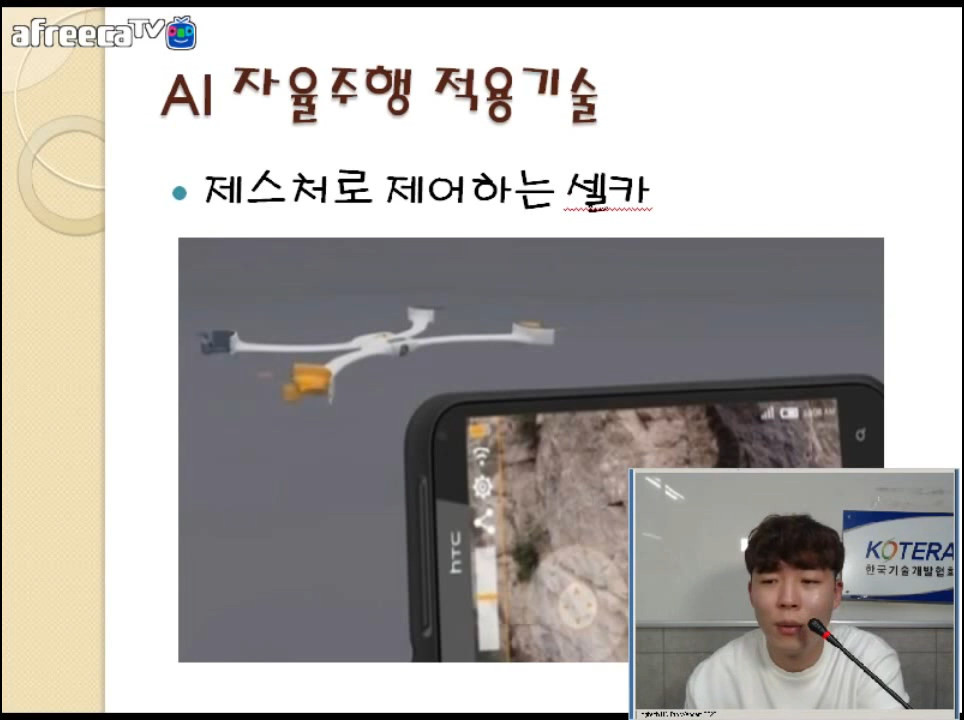 afreecaTV
AI 자율주행 적용기술
제스처로 제어하는 셀카
hTC
KOTERA
한국기술개발협회